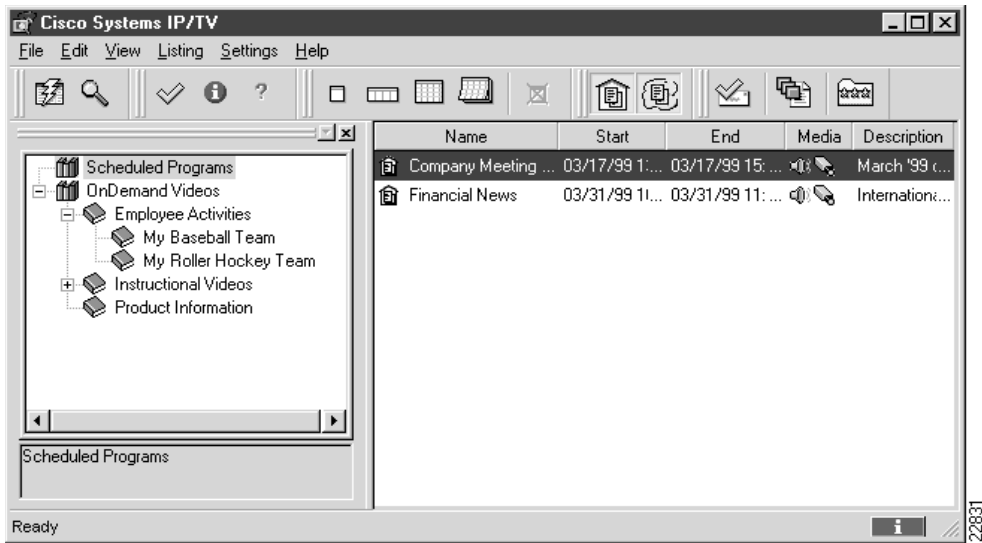 Cisco Systems IP/TV
File Edit View Listing Settings Help
Scheduled Programs
OnDemand Videos
Employee Activities
My Baseball Team
My Roller Hockey Team
Instructional Videos
Product Information
Scheduled Programs
Name Start End Media Description
Company Meeting ... 03/17/99 1... 03/17/99 15: ... March '99 ...
Financial News 03/31/99 1... 03/31/99 11: ... Internation...
Ready
22831